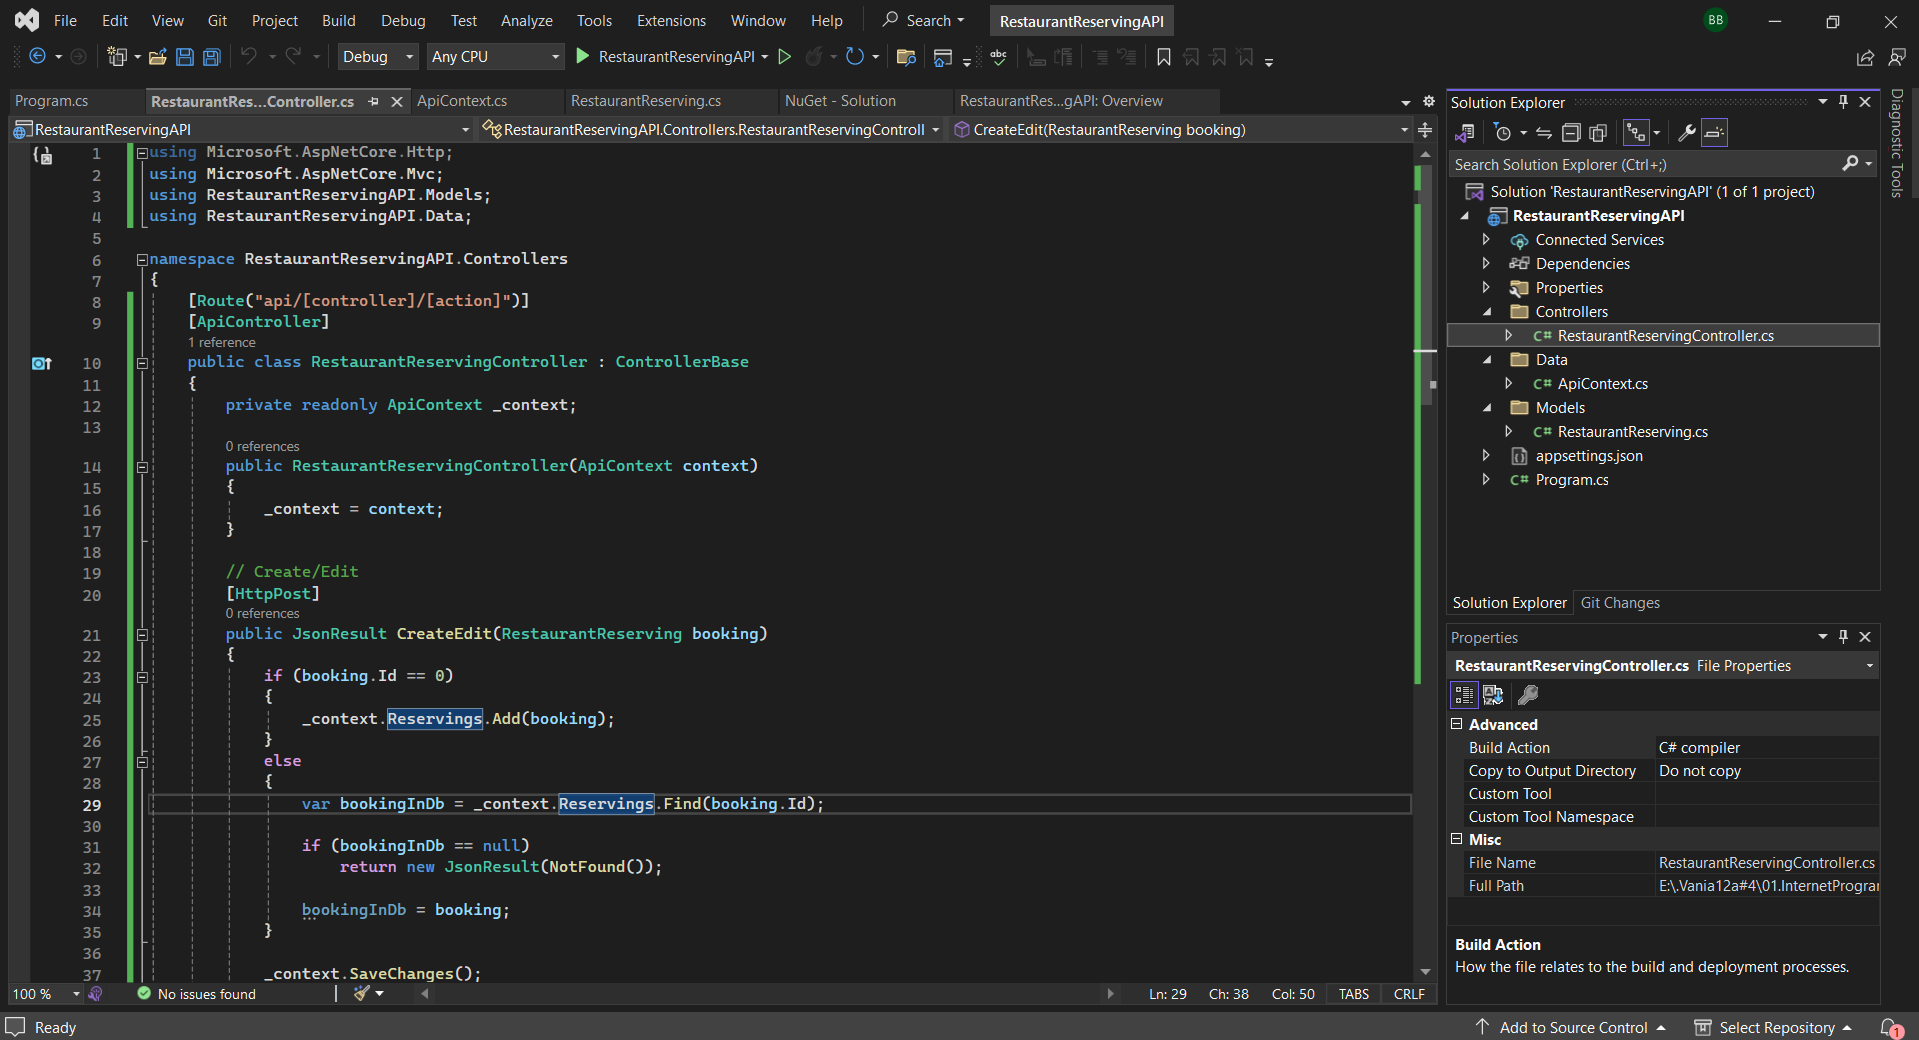 File Edit View Git Project Build Debug Test Analyze Tools Extensions Window Help Search RestaurantReservingAPI BB
Debug Any CPU RestaurantReservingAPI
Program.cs RestaurantRes...Controller.cs ApiContext.cs RestaurantReserving.cs NuGet - Solution RestaurantRes...gAPI: Overview
RestaurantReservingAPI RestaurantReservingAPI.Controllers.RestaurantReservingControll CreateEdit(RestaurantReserving booking)
1 using Microsoft.AspNetCore.Http;
2 using Microsoft.AspNetCore.Mvc;
3 using RestaurantReservingAPI.Models;
4 using RestaurantReservingAPI.Data;
5
6 namespace RestaurantReservingAPI.Controllers
7 {
8 [Route("api/[controller]/[action]")]
9 [ApiController]
1 reference
10 public class RestaurantReservingController : ControllerBase
11 {
12 private readonly ApiContext _context;
13
0 references
14 public RestaurantReservingController(ApiContext context)
15 {
16 _context = context;
17 }
18
19 // Create/Edit
20 [HttpPost]
0 references
21 public JsonResult CreateEdit(RestaurantReserving booking)
22 {
23 if (booking.Id == 0)
24 {
25 _context.Reservings.Add(booking);
26 }
27 else
28 {
29 var bookingInDb = _context.Reservings.Find(booking.Id);
30
31 if (bookingInDb == null)
32 return new JsonResult(NotFound());
33
34 bookingInDb = booking;
35 }
36
37 _context.SaveChanges();
100 % No issues found Ln: 29 Ch: 38 Col: 50 TABS CRLF
Solution Explorer
Search Solution Explorer (Ctrl+;)
Solution 'RestaurantReservingAPI' (1 of 1 project)
RestaurantReservingAPI
Connected Services
Dependencies
Properties
Controllers
C# RestaurantReservingController.cs
Data
C# ApiContext.cs
Models
C# RestaurantReserving.cs
appsettings.json
C# Program.cs
Solution Explorer Git Changes
Properties
RestaurantReservingController.cs File Properties
Advanced
Build Action C# compiler
Copy to Output Directory Do not copy
Custom Tool
Custom Tool Namespace
Misc
File Name RestaurantReservingController.cs
Full Path E:\.Vania12a#4\01.InternetProgra
Build Action
How the file relates to the build and deployment processes.
Diagnostic Tools
Ready Add to Source Control Select Repository 1